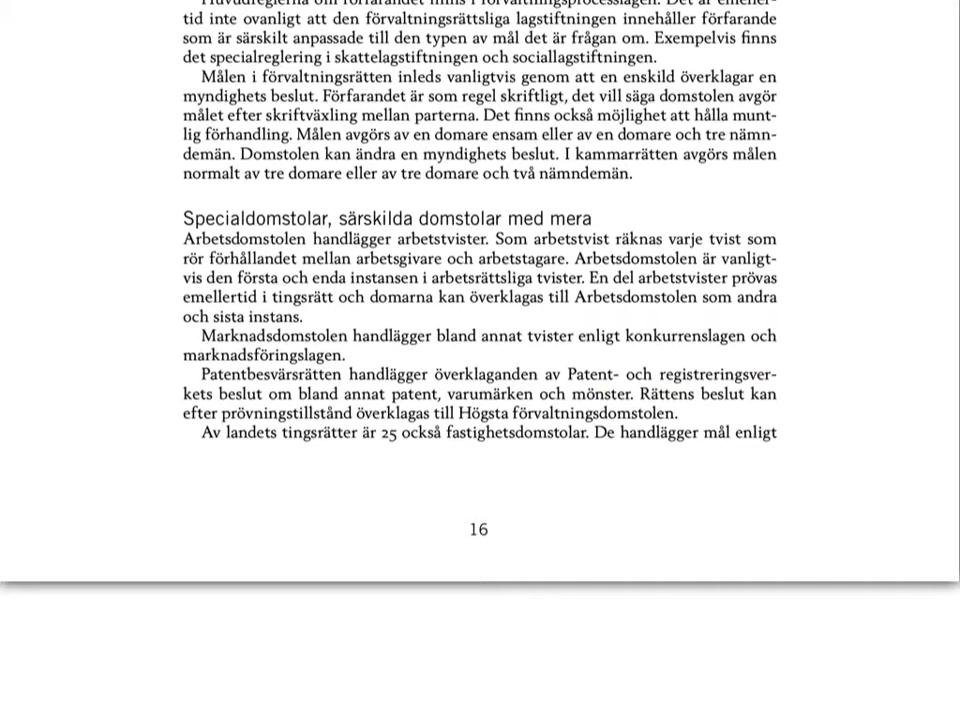 tid inte ovanligt att den förvaltningsrättsliga lagstiftningen innehåller förfarande
som är särskilt anpassade till den typen av mål det är frågan om. Exempelvis finns
det specialreglering i skattelagstiftningen och sociallagstiftningen.
Målen i förvaltningsrätten inleds vanligtvis genom att en enskild överklagar en
myndighets beslut. Förfarandet är som regel skriftligt, det vill säga domstolen avgör
målet efter skriftväxling mellan parterna. Det finns också möjlighet att hålla munt-
lig förhandling. Målen avgörs av en domare ensam eller av en domare och tre nämn-
demän. Domstolen kan ändra en myndighets beslut. I kammarrätten avgörs målen
normalt av tre domare eller av tre domare och två nämndemän.
Specialdomstolar, särskilda domstolar med mera
Arbetsdomstolen handlägger arbetstvister. Som arbetstvist räknas varje tvist som
rör förhållandet mellan arbetsgivare och arbetstagare. Arbetsdomstolen är vanligt-
vis den första och enda instansen i arbetsrättsliga tvister. En del arbetstvister prövas
emellertid i tingsrätt och domarna kan överklagas till Arbetsdomstolen som andra
och sista instans.
Marknadsdomstolen handlägger bland annat tvister enligt konkurrenslagen och
marknadsföringslagen.
Patentbesvärsrätten handlägger överklaganden av Patent- och registreringsver-
kets beslut om bland annat patent, varumärken och mönster. Rättens beslut kan
efter prövningstillstånd överklagas till Högsta förvaltningsdomstolen.
Av landets tingsrätter är 25 också fastighetsdomstolar. De handlägger mål enligt
16